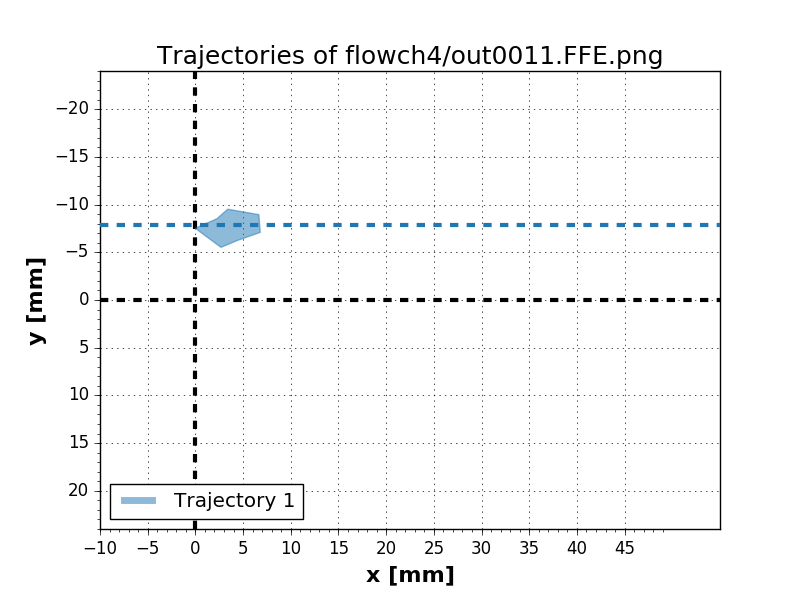 Trajectories of flowch4/out0011.FFE.png
−20
−15
−10
−5
0
5
10
15
20
y [mm]
Trajectory 1
−10 −5 0 5 10 15 20 25 30 35 40 45
x [mm]